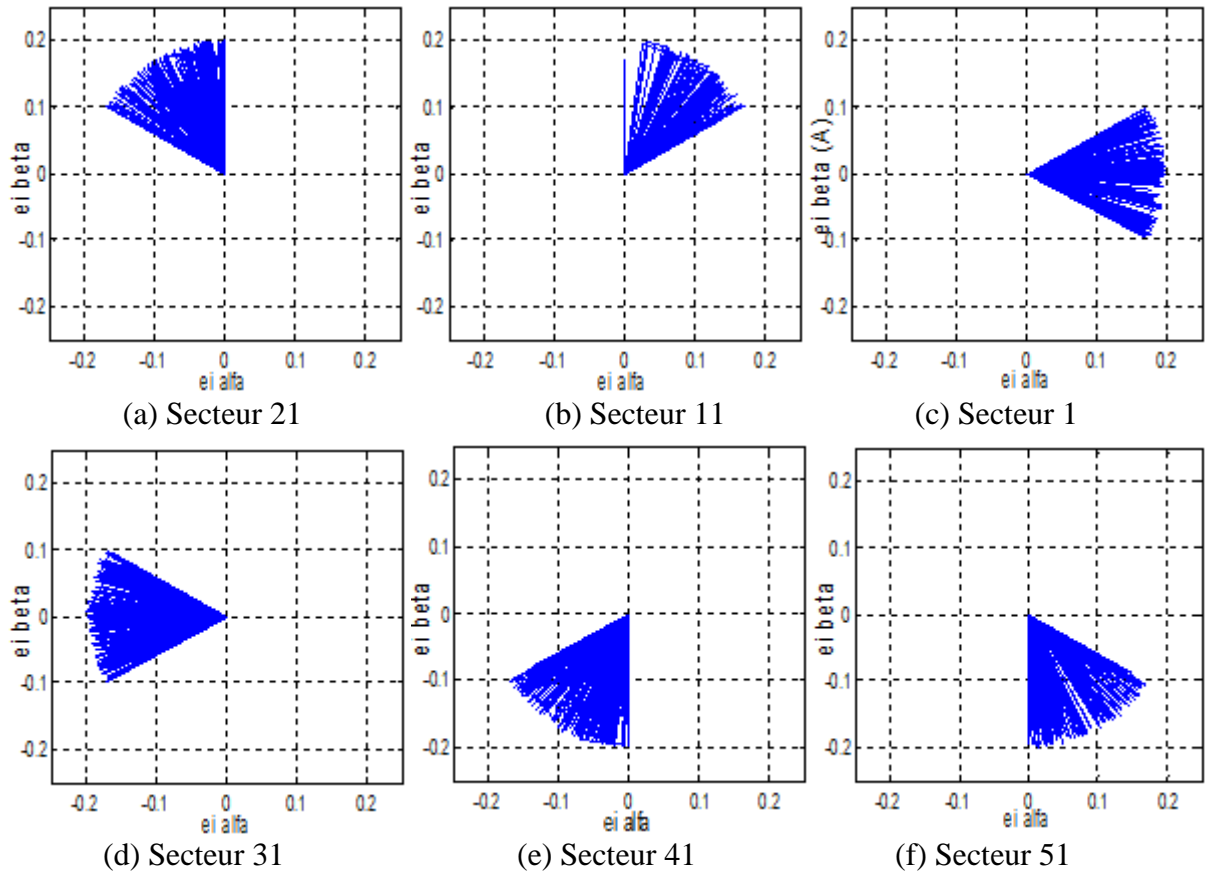 0.2
0.1
0
-0.1
-0.2
ei beta
-0.2 -0.1 0 0.1 0.2
ei alfa
(a) Secteur 21
0.2
0.1
0
-0.1
-0.2
ei beta
-0.2 -0.1 0 0.1 0.2
ei alfa
(b) Secteur 11
0.2
0.1
0
-0.1
-0.2
ei beta (A)
-0.2 -0.1 0 0.1 0.2
ei alfa
(c) Secteur 1
0.2
0.1
0
-0.1
-0.2
ei beta
-0.2 -0.1 0 0.1 0.2
ei alfa
(d) Secteur 31
0.2
0.1
0
-0.1
-0.2
ei beta
-0.2 -0.1 0 0.1 0.2
ei alfa
(e) Secteur 41
0.2
0.1
0
-0.1
-0.2
ei beta
-0.2 -0.1 0 0.1 0.2
ei alfa
(f) Secteur 51